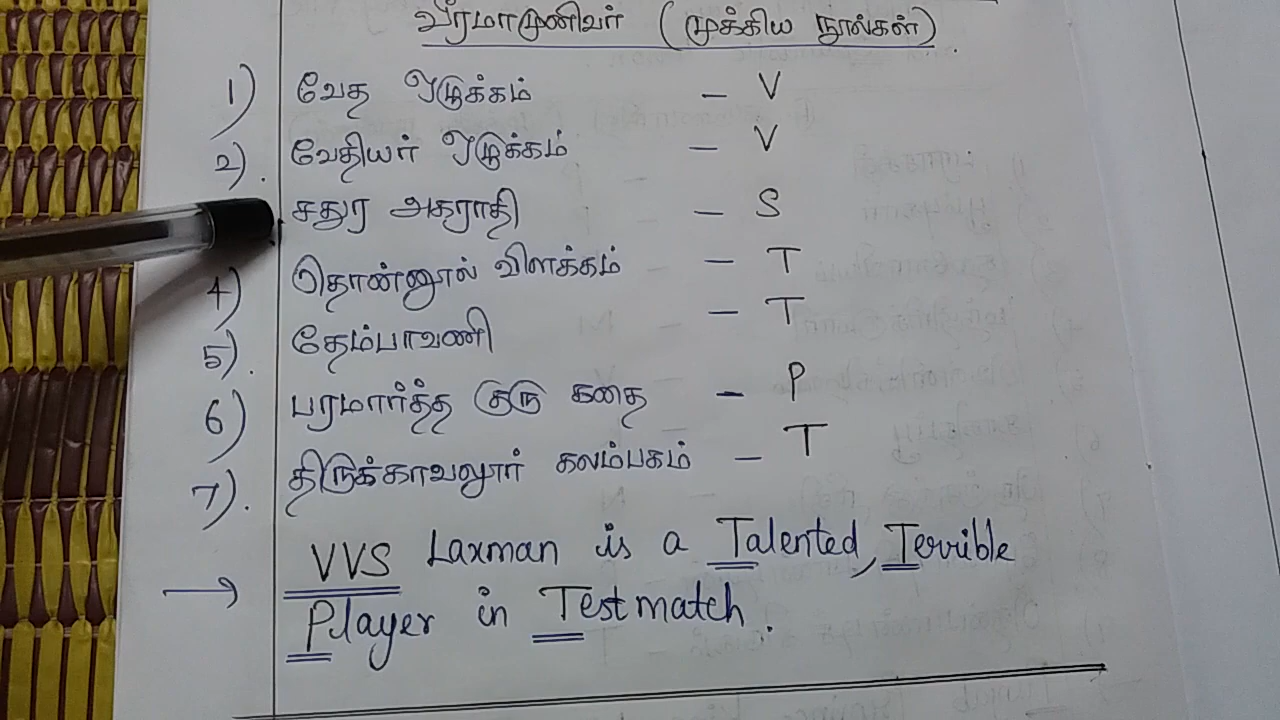 வீரமாமுனிவர் (முக்கிய நூல்கள்).
1) வேத ஒழுக்கம் - V
2). வேதியர் ஒழுக்கம் - V
சதுர அகராதி - S
4) தொன்னூல் விளக்கம் - T
5). தேம்பாவணி - T
6) பரமார்த்த குரு கதை - P
7). திருக்காவலூர் கலம்பகம் - T
→ VVS Laxman is a Talented, Terrible
Player in Test match.